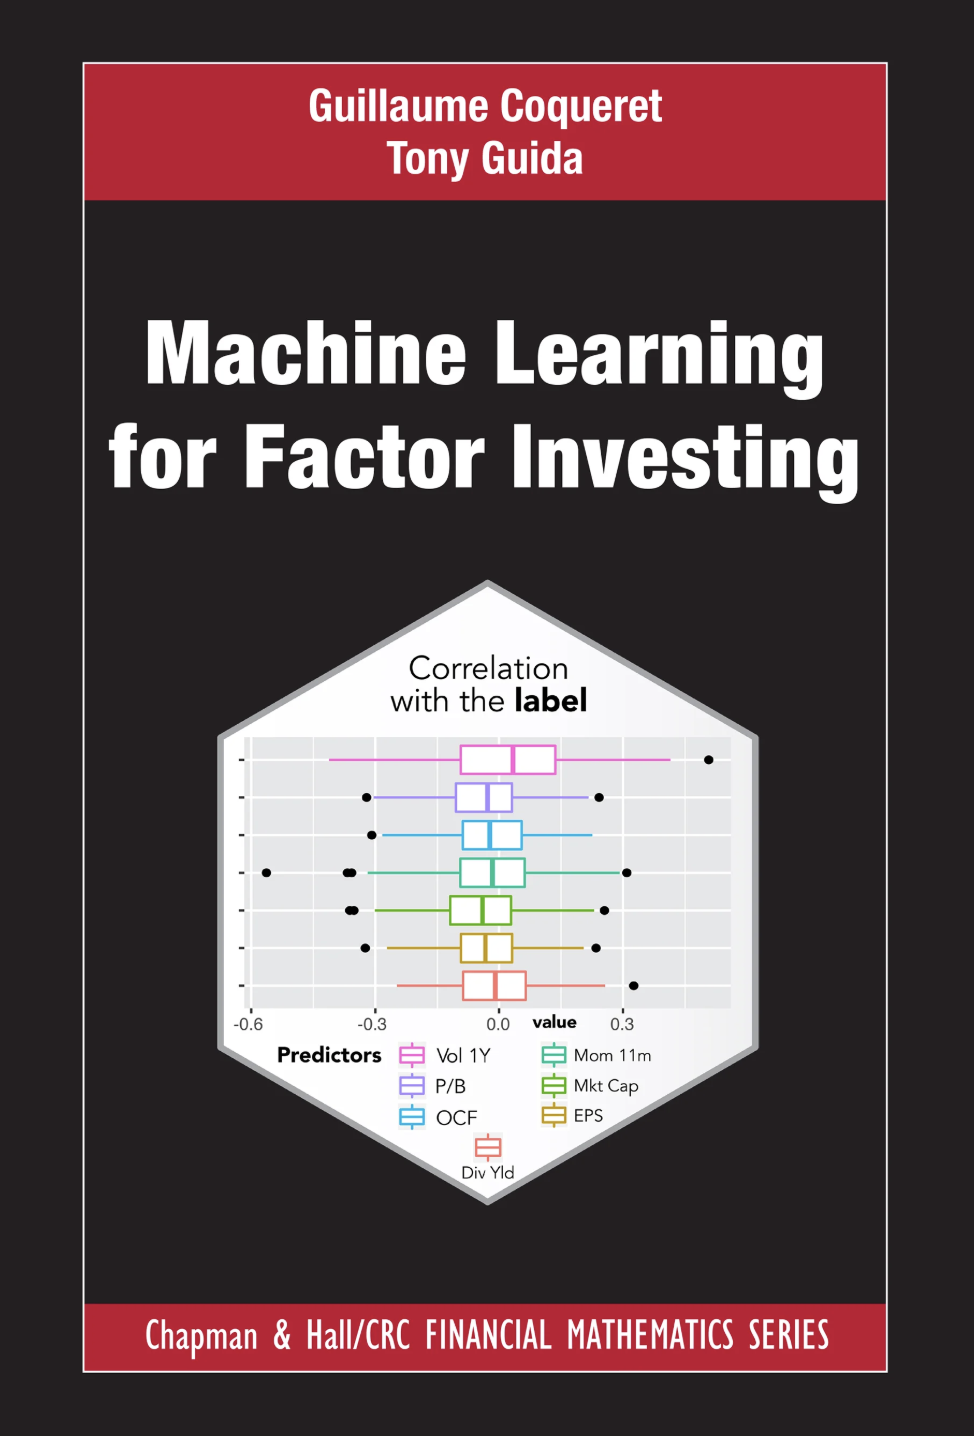 Guillaume Coqueret
Tony Guida
Machine Learning
for Factor Investing
Correlation
with the label
-0.6 -0.3 0.0 value 0.3
Predictors Vol 1Y Mom 11m
P/B Mkt Cap
OCF EPS
Div Yld
Chapman & Hall/CRC FINANCIAL MATHEMATICS SERIES